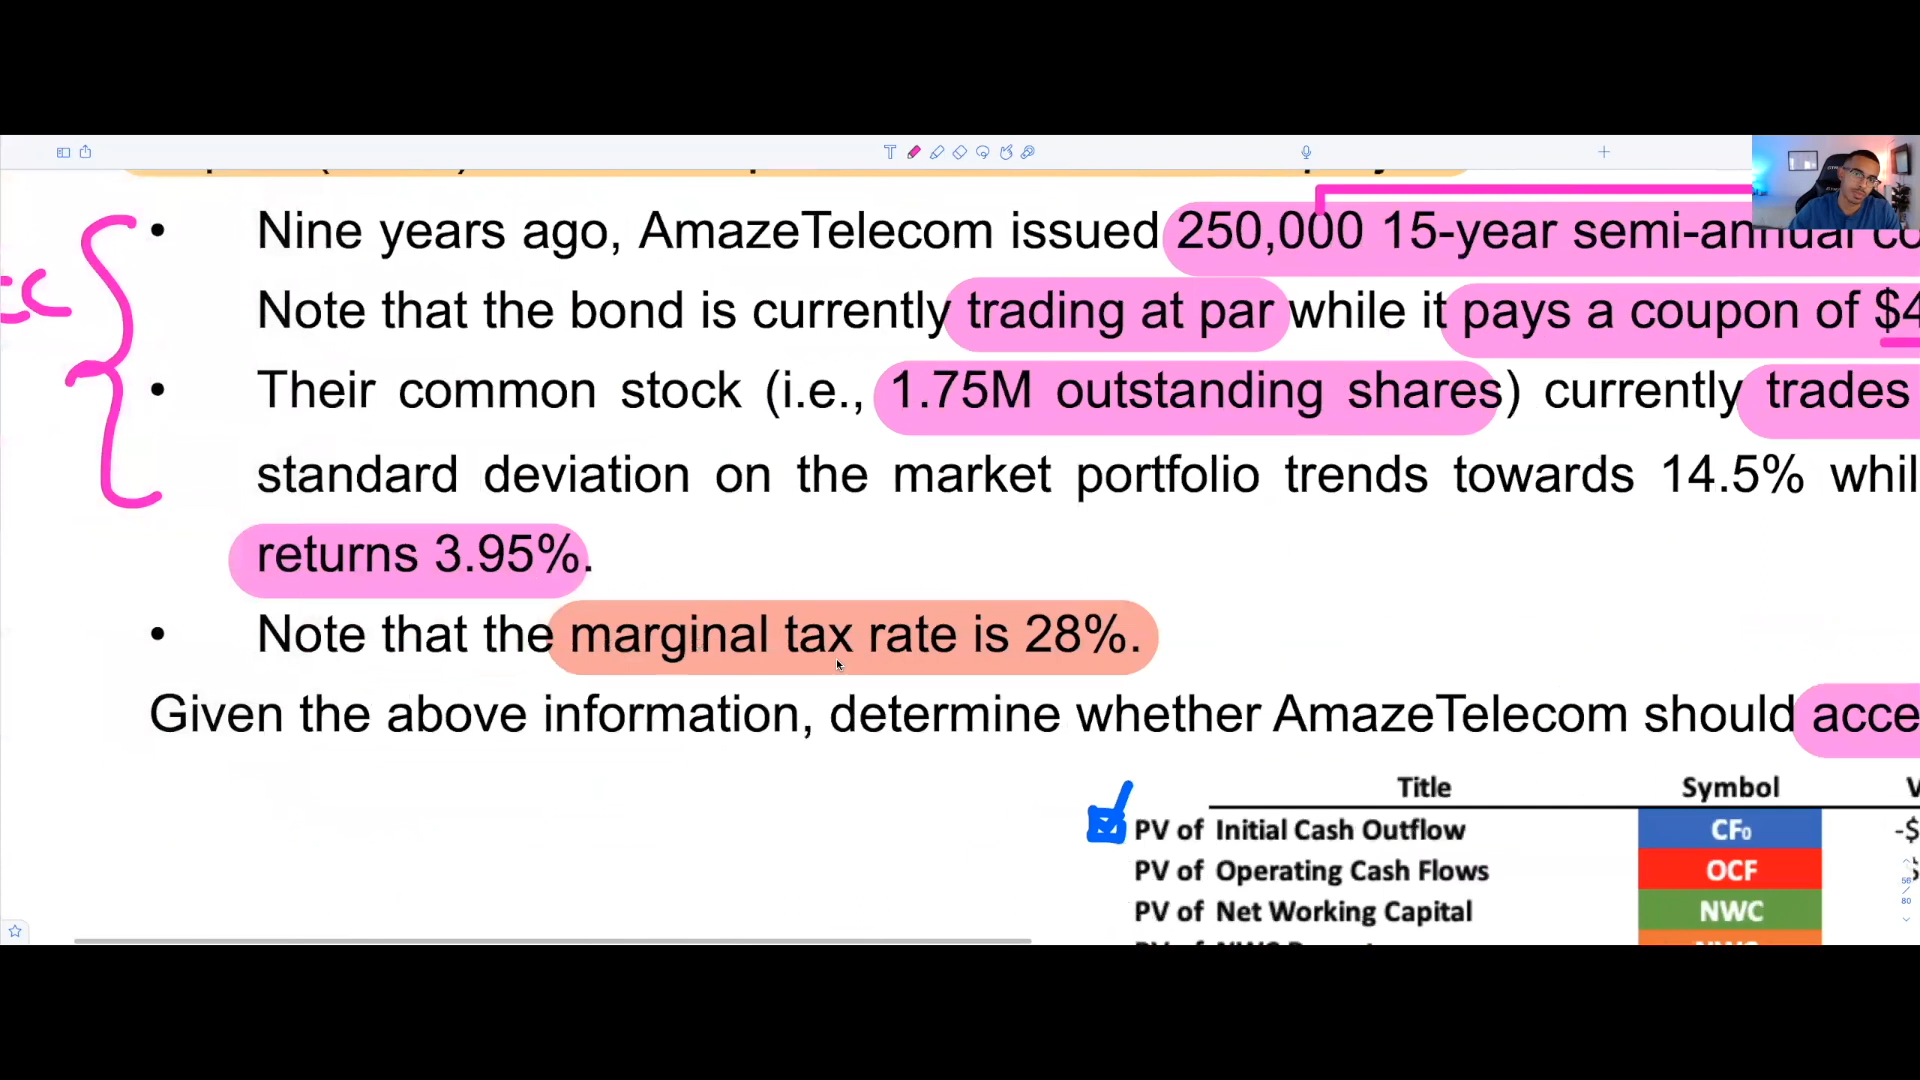 Nine years ago, AmazeTelecom issued 250,000 15-year semi-annual
Note that the bond is currently trading at par while it pays a coupon of $4
Their common stock (i.e., 1.75M outstanding shares) currently trades
standard deviation on the market portfolio trends towards 14.5%
returns 3.95%.
Note that the marginal tax rate is 28%.
Given the above information, determine whether AmazeTelecom should
Title Symbol
PV of Initial Cash Outflow CF₀ -$
PV of Operating Cash Flows OCF
PV of Net Working Capital NWC
56
/
80